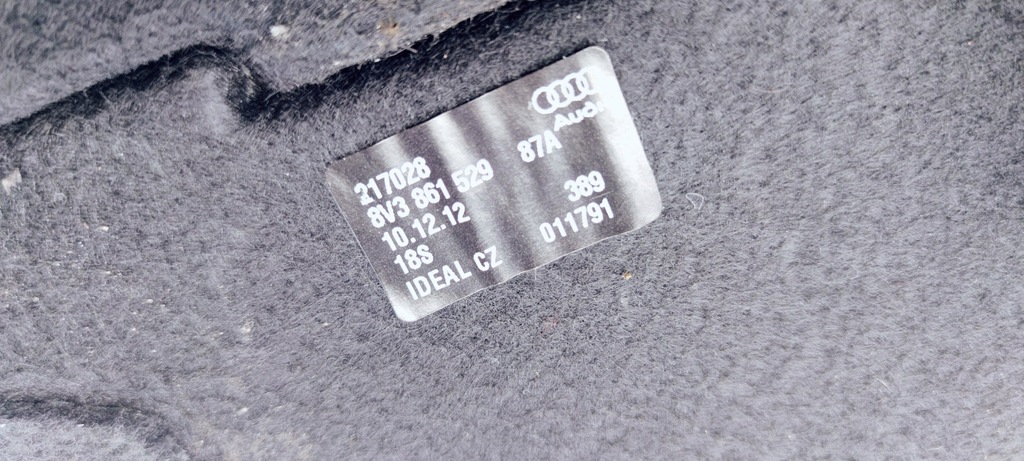 Audi
217028
8V3 861 529 87A
10.12.12
18S 389
IDEAL CZ 011791